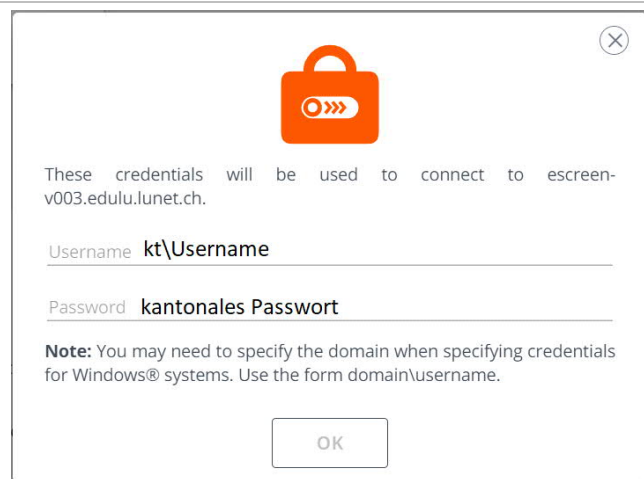 These credentials will be used to connect to escreen-
v003.edulu.lunet.ch.
Username kt\Username
Password kantonales Passwort
Note: You may need to specify the domain when specifying credentials
for Windows® systems. Use the form domain\username.
OK